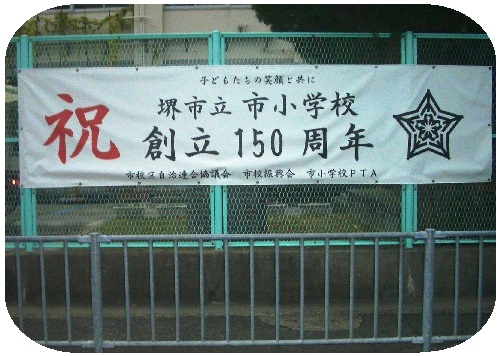 子どもたちの笑顔と共に
祝
堺市立 市小学校
創立 150 周年
市校区自治連合協議会 市校振興会 市小学校PTA